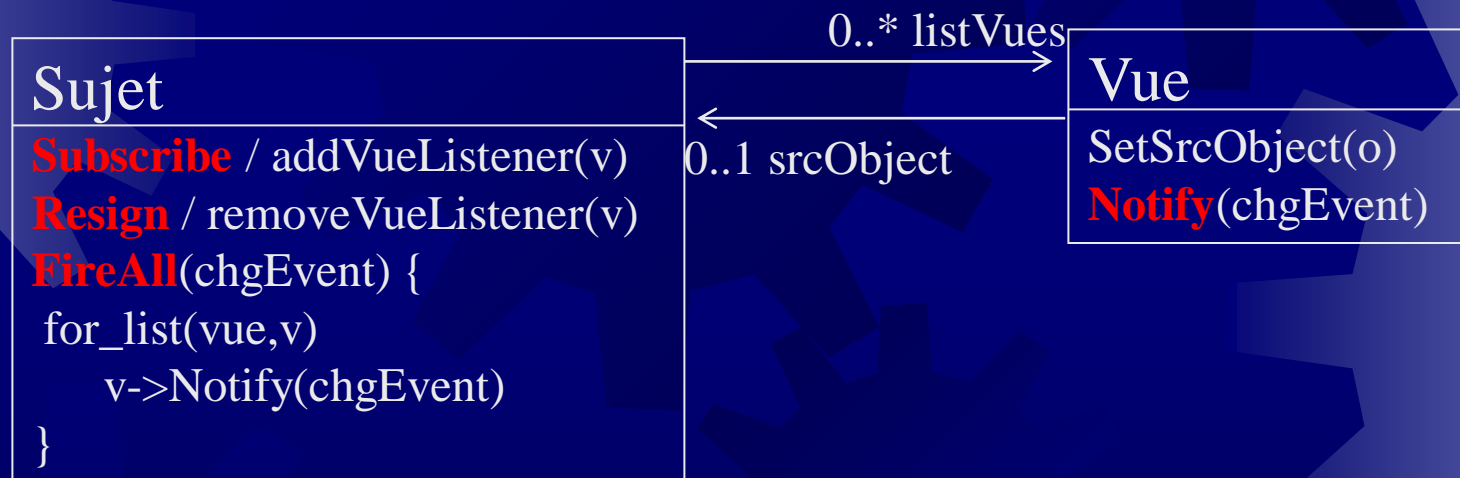 0..* listVues
Sujet
Subscribe / addVueListener(v)
Resign / removeVueListener(v)
FireAll(chgEvent) {
for_list(vue,v)
v->Notify(chgEvent)
}
0..1 srcObject
Vue
SetSrcObject(o)
Notify(chgEvent)